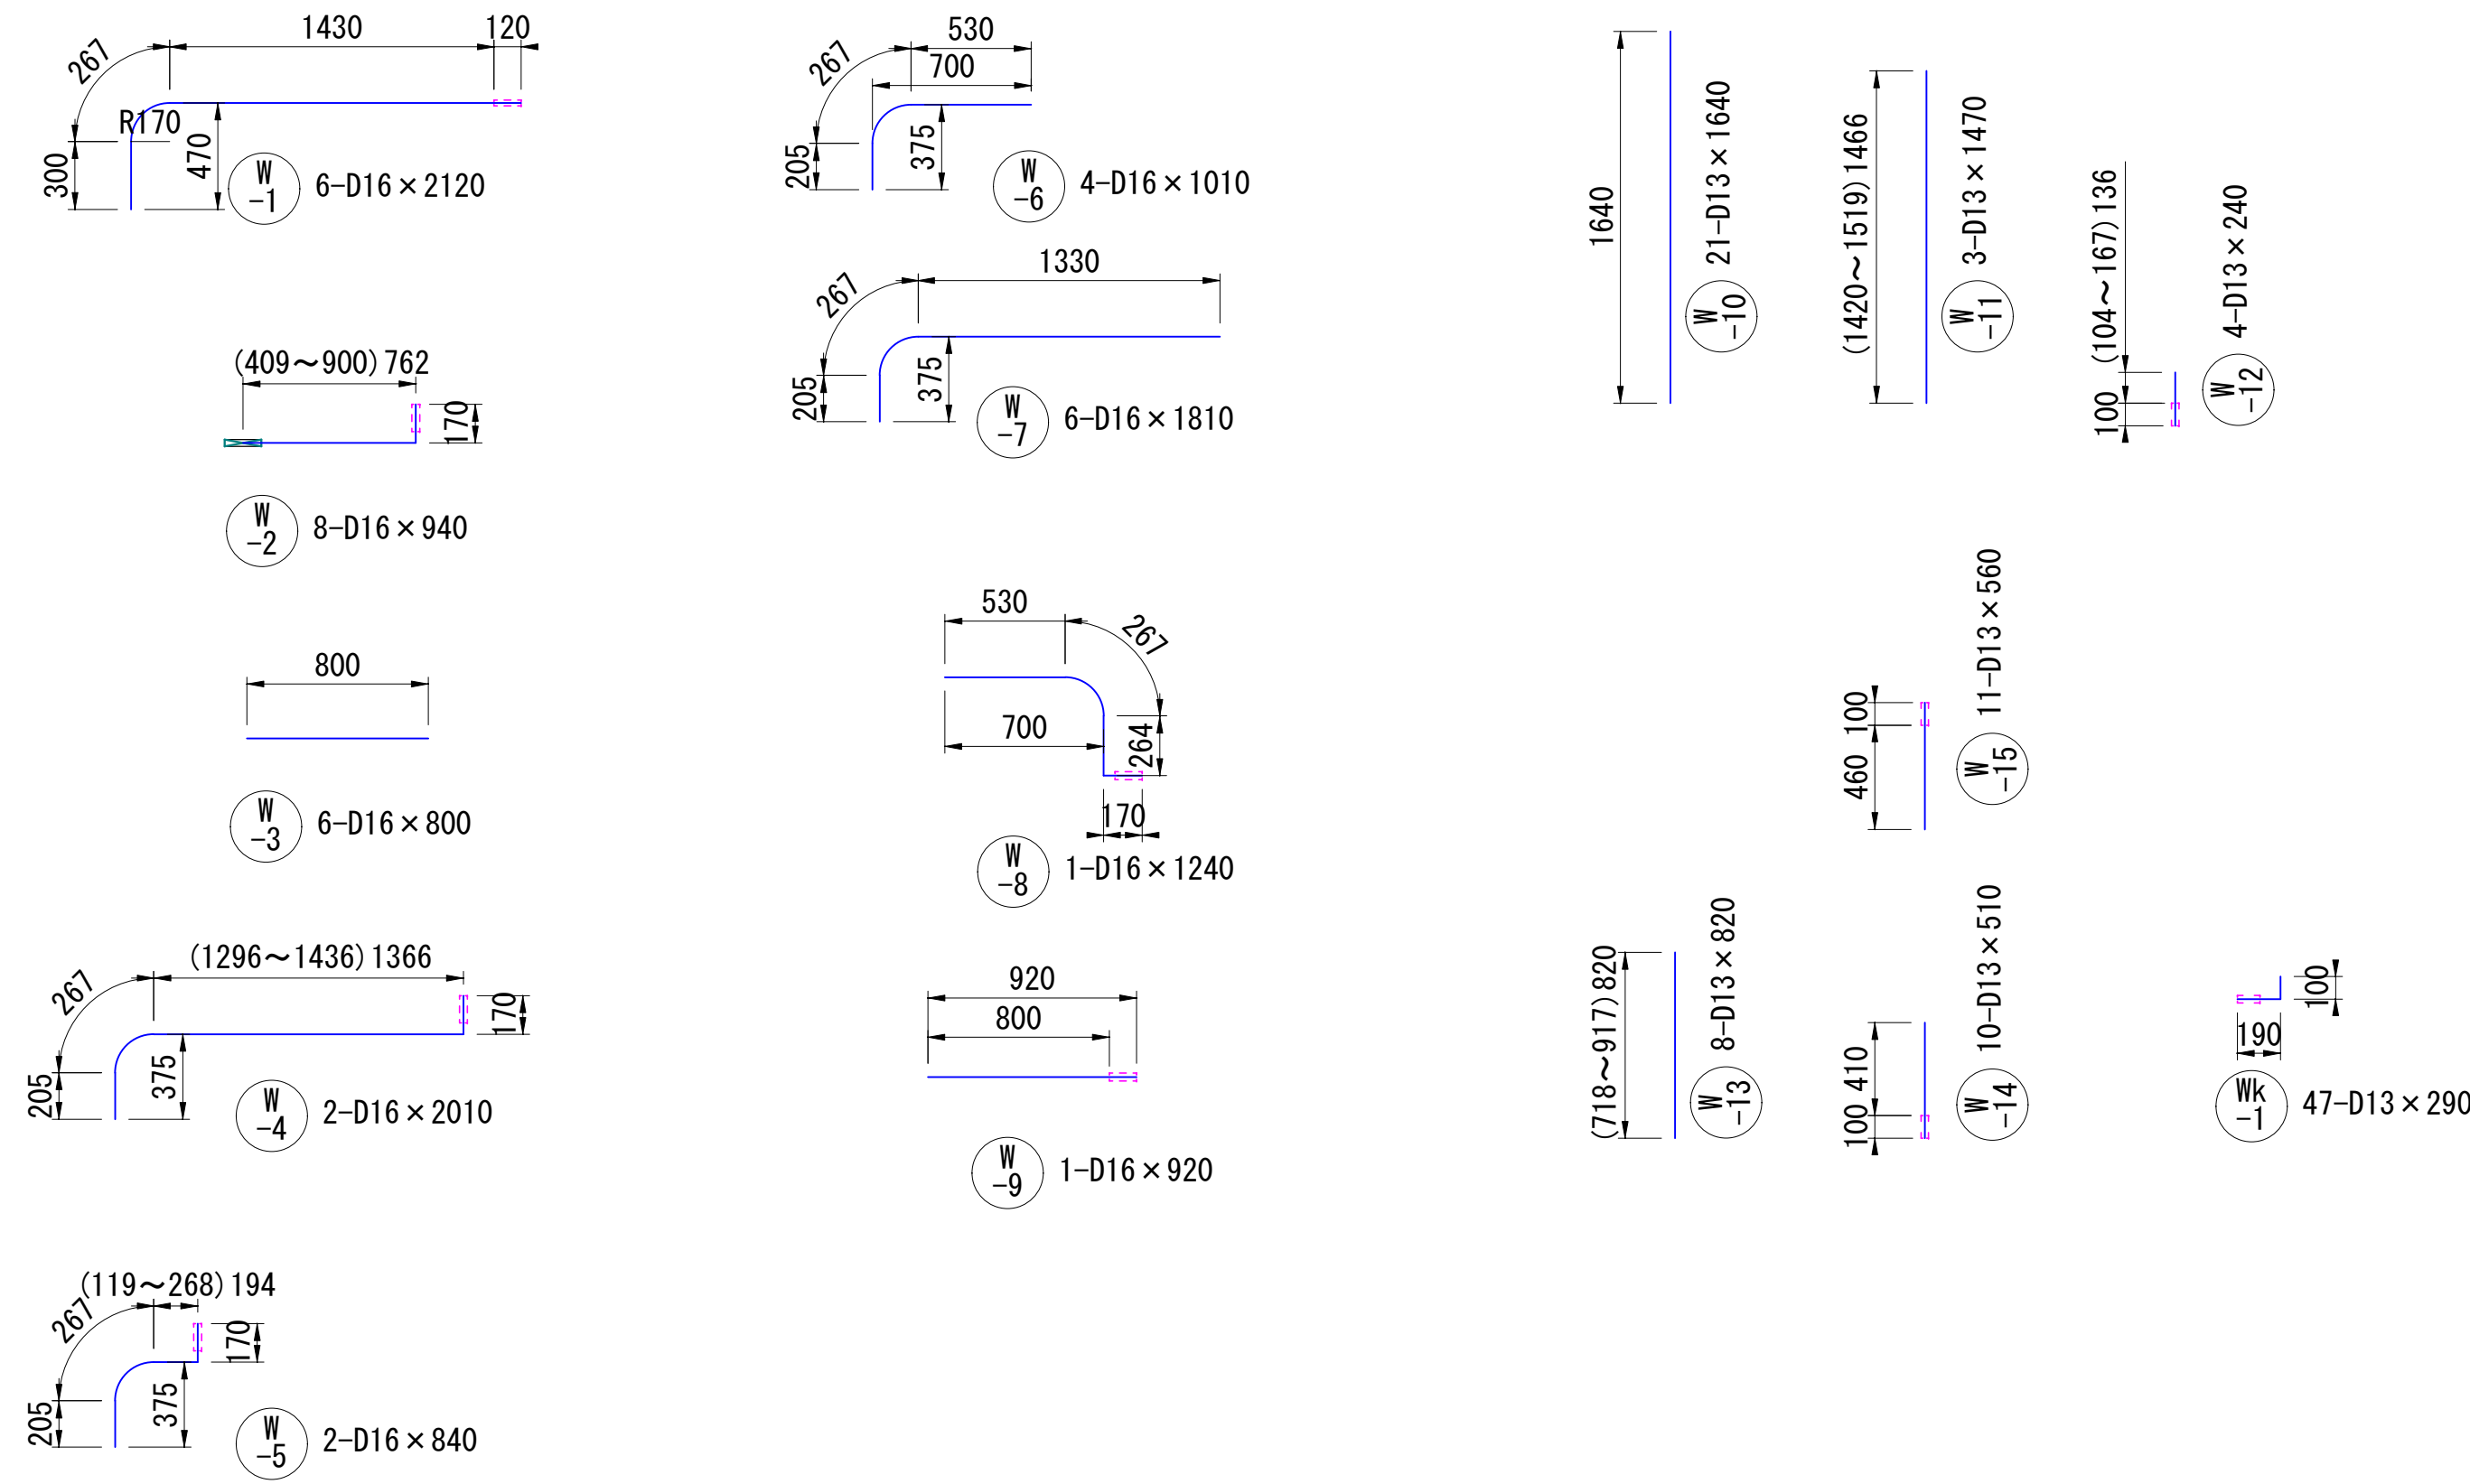 1430
120
267
R170
300
470
W
-1
6-D16×2120
(409～900)762
170
W
-2
8-D16×940
800
W
-3
6-D16×800
(1296～1436)1366
267
170
205
375
W
-4
2-D16×2010
(119～268)194
267
170
205
375
W
-5
2-D16×840
530
267
700
205
375
W
-6
4-D16×1010
1330
267
205
375
W
-7
6-D16×1810
530
267
700
264
170
W
-8
1-D16×1240
920
800
W
-9
1-D16×920
1640
W
-10
21-D13×1640
(1420～1519)1466
W
-11
3-D13×1470
100
(104～167)136
W
-12
4-D13×240
100
460
W
-15
11-D13×560
(718～917)820
W
-13
8-D13×820
410
100
W
-14
10-D13×510
100
190
Wk
-1
47-D13×290